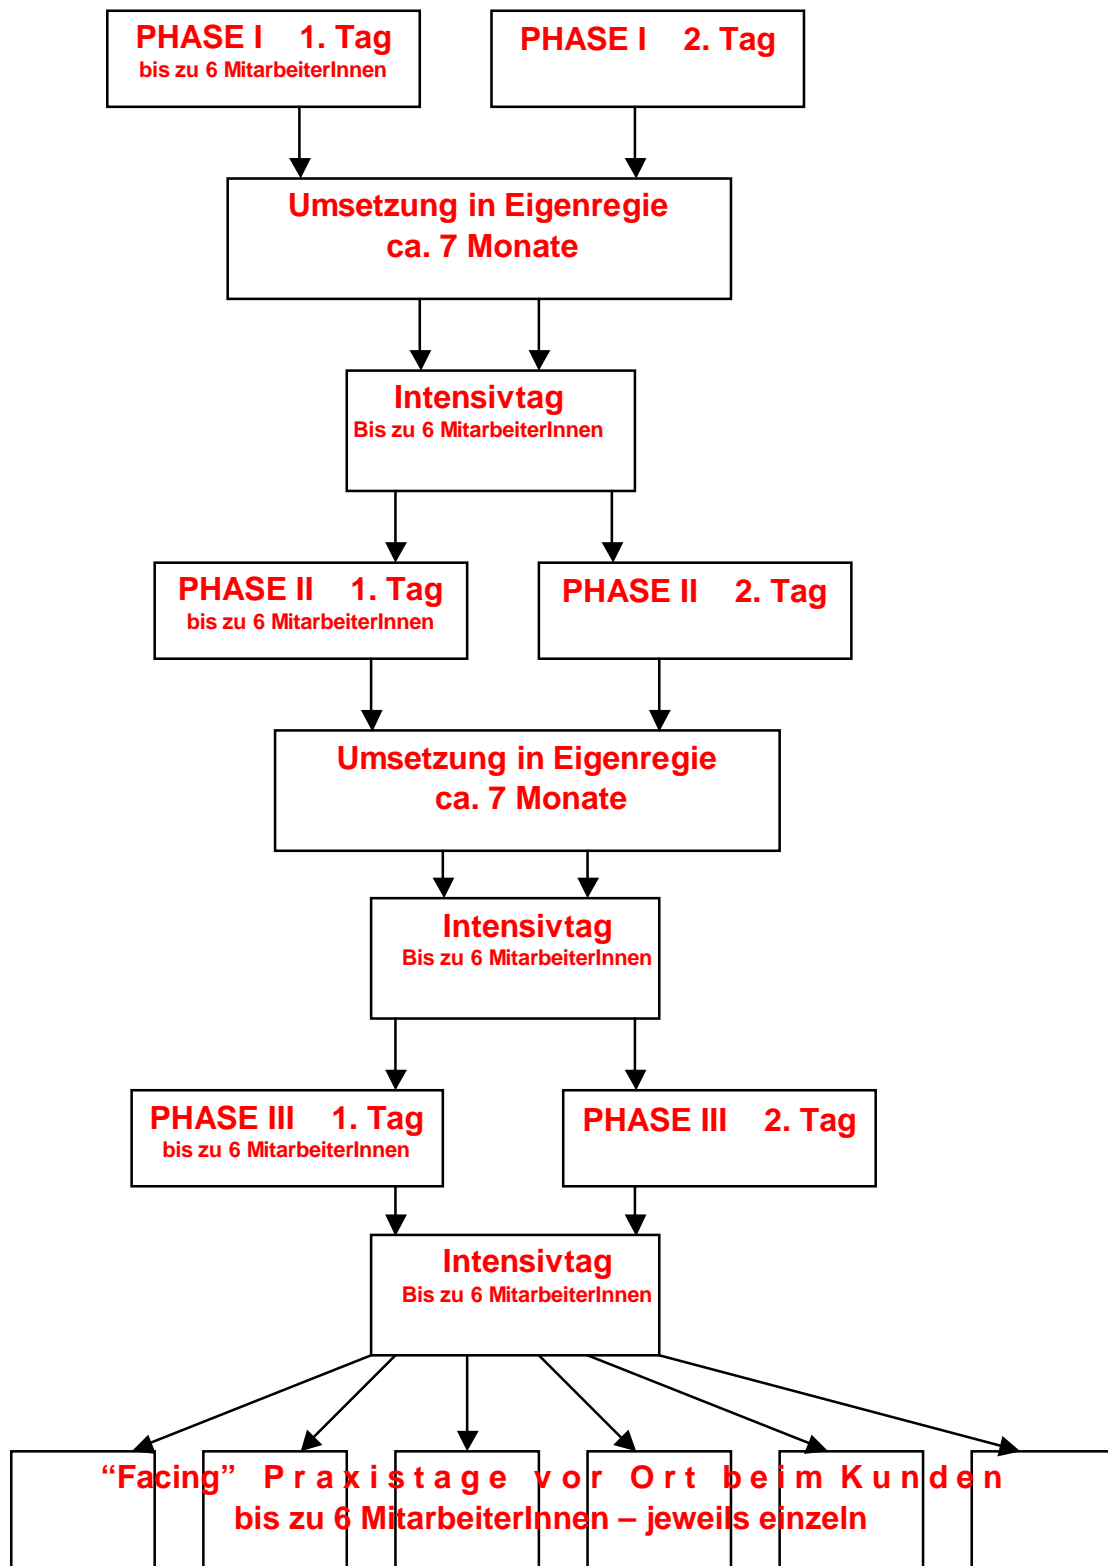 PHASE I 1. Tag
bis zu 6 MitarbeiterInnen
PHASE I 2. Tag
Umsetzung in Eigenregie
ca. 7 Monate
Intensivtag
Bis zu 6 MitarbeiterInnen
PHASE II 1. Tag
bis zu 6 MitarbeiterInnen
PHASE II 2. Tag
Umsetzung in Eigenregie
ca. 7 Monate
Intensivtag
Bis zu 6 MitarbeiterInnen
PHASE III 1. Tag
bis zu 6 MitarbeiterInnen
PHASE III 2. Tag
Intensivtag
Bis zu 6 MitarbeiterInnen
“Facing” Praxistage vor Ort beim Kunden
bis zu 6 MitarbeiterInnen – jeweils einzeln